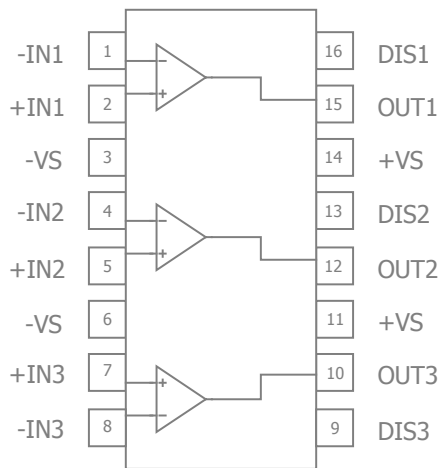 -IN1 1 − 16 DIS1
+IN1 2 + 15 OUT1
-VS 3 14 +VS
-IN2 4 − 13 DIS2
+IN2 5 + 12 OUT2
-VS 6 11 +VS
+IN3 7 + 10 OUT3
-IN3 8 − 9 DIS3